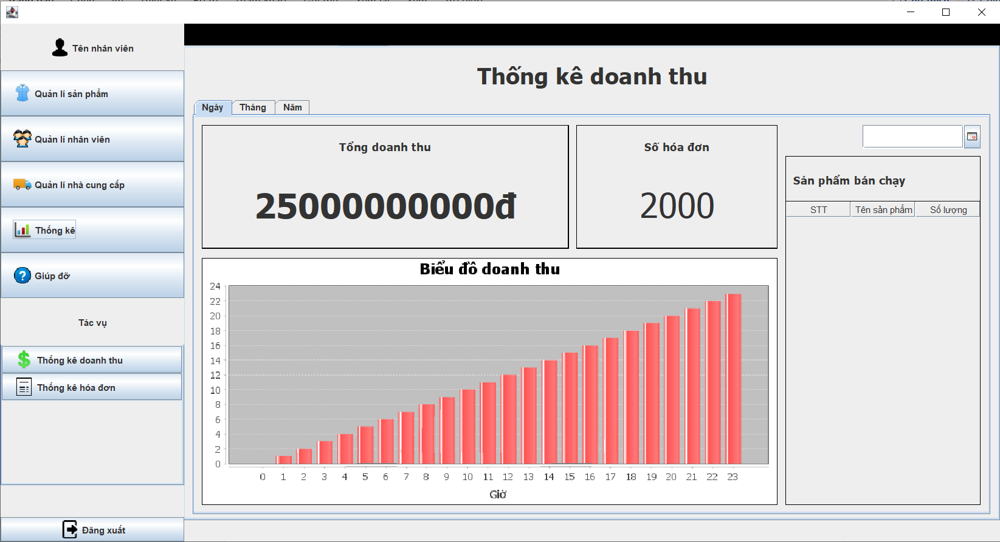 Tên nhân viên
Quản lí sản phẩm
Quản lí nhân viên
Quản lí nhà cung cấp
Thống kê
Giúp đỡ
Tác vụ
Thống kê doanh thu
Thống kê hóa đơn
Đăng xuất
Thống kê doanh thu
Ngày Tháng Năm
Tổng doanh thu
25000000000đ
Số hóa đơn
2000
Sản phẩm bán chạy
STT Tên sản phẩm Số lượng
Biểu đồ doanh thu
24
22
20
18
16
14
12
10
8
6
4
2
0
0 1 2 3 4 5 6 7 8 9 10 11 12 13 14 15 16 17 18 19 20 21 22 23
Giờ